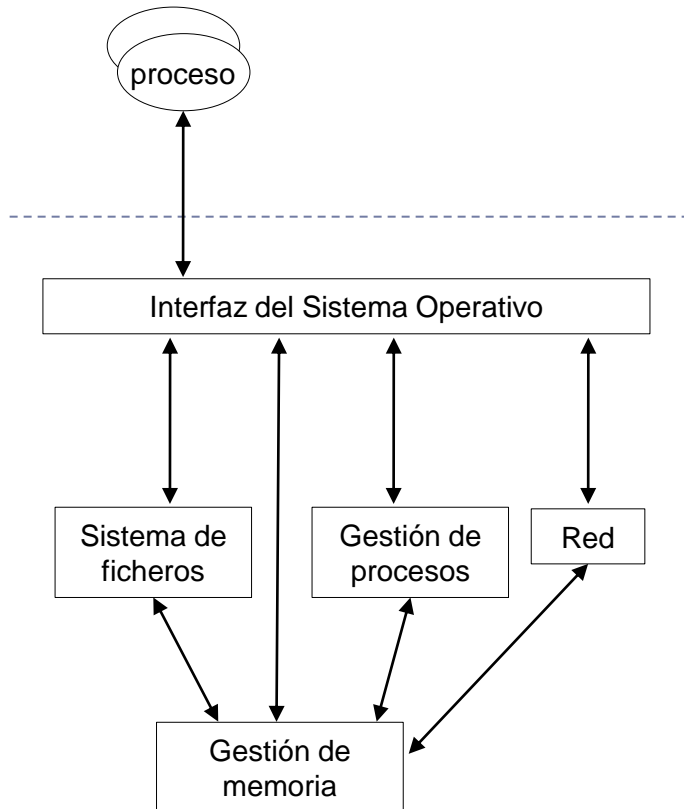 proceso
Interfaz del Sistema Operativo
Sistema de
ficheros
Gestión de
procesos
Red
Gestión de
memoria